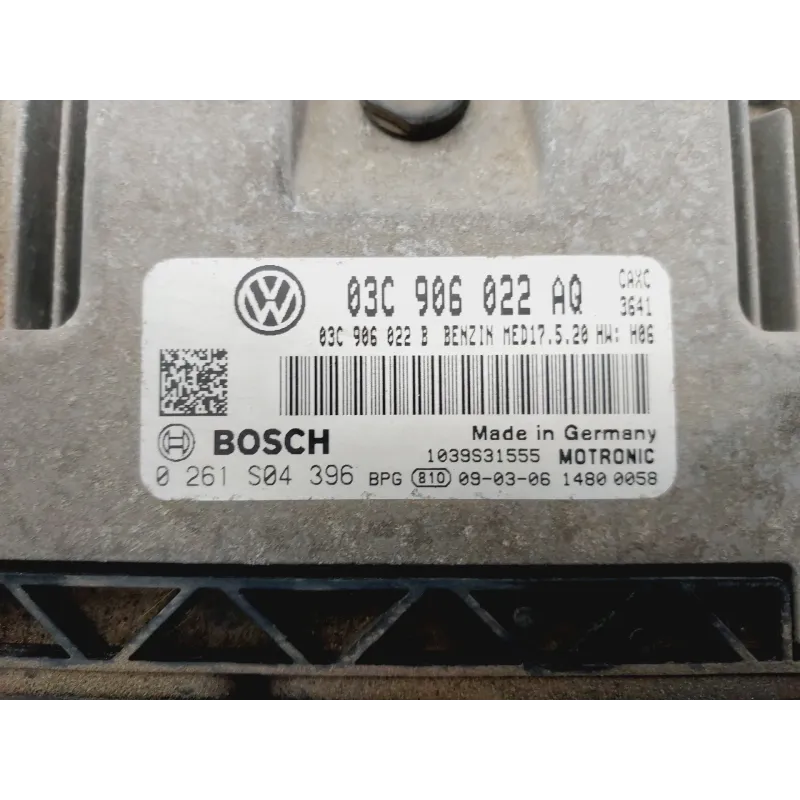 03C 906 022 AQ CAXC
3641
03C 906 022 B BENZIN MED17.5.20 HW: H06
BOSCH
Made in Germany
1039S31555 MOTRONIC
0 261 S04 396 BPG 810 09-03-06 1480 0058